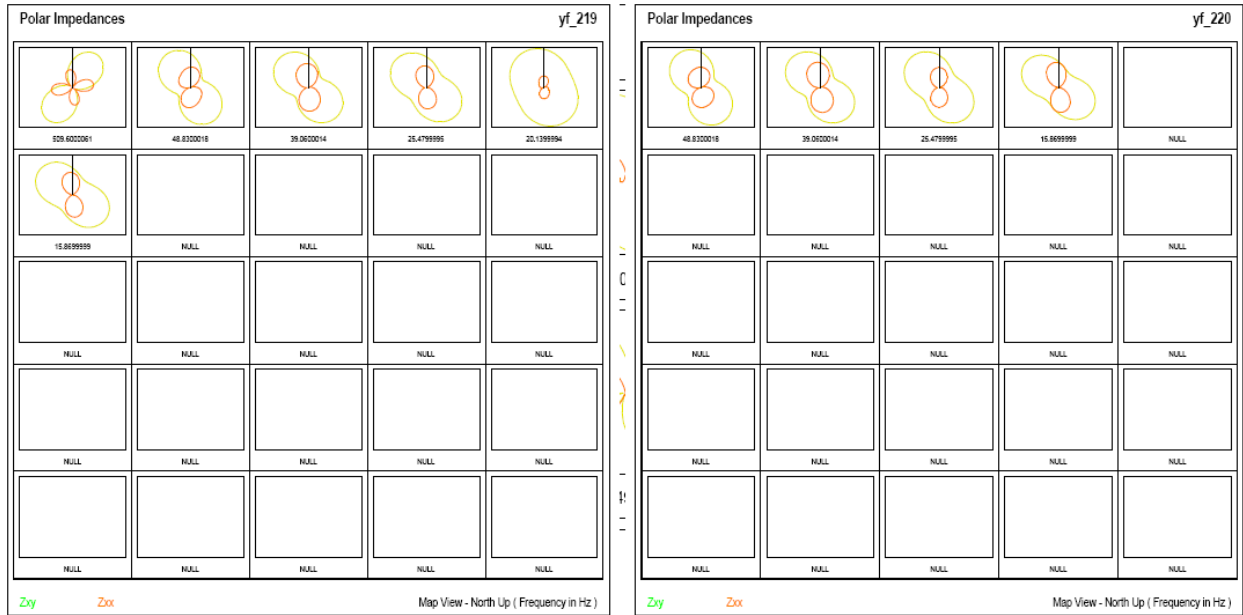 Polar Impedances yf_219
509.6000061 48.8300018 39.0600014 25.4799995 20.1399994
15.8699999 NULL NULL NULL NULL
NULL NULL NULL NULL NULL
NULL NULL NULL NULL NULL
NULL NULL NULL NULL NULL
Zxy Zxx Map View - North Up ( Frequency in Hz )
Polar Impedances yf_220
48.8300018 39.0600014 25.4799995 15.8699999 NULL
NULL NULL NULL NULL NULL
NULL NULL NULL NULL NULL
NULL NULL NULL NULL NULL
NULL NULL NULL NULL NULL
Zxy Zxx Map View - North Up ( Frequency in Hz )